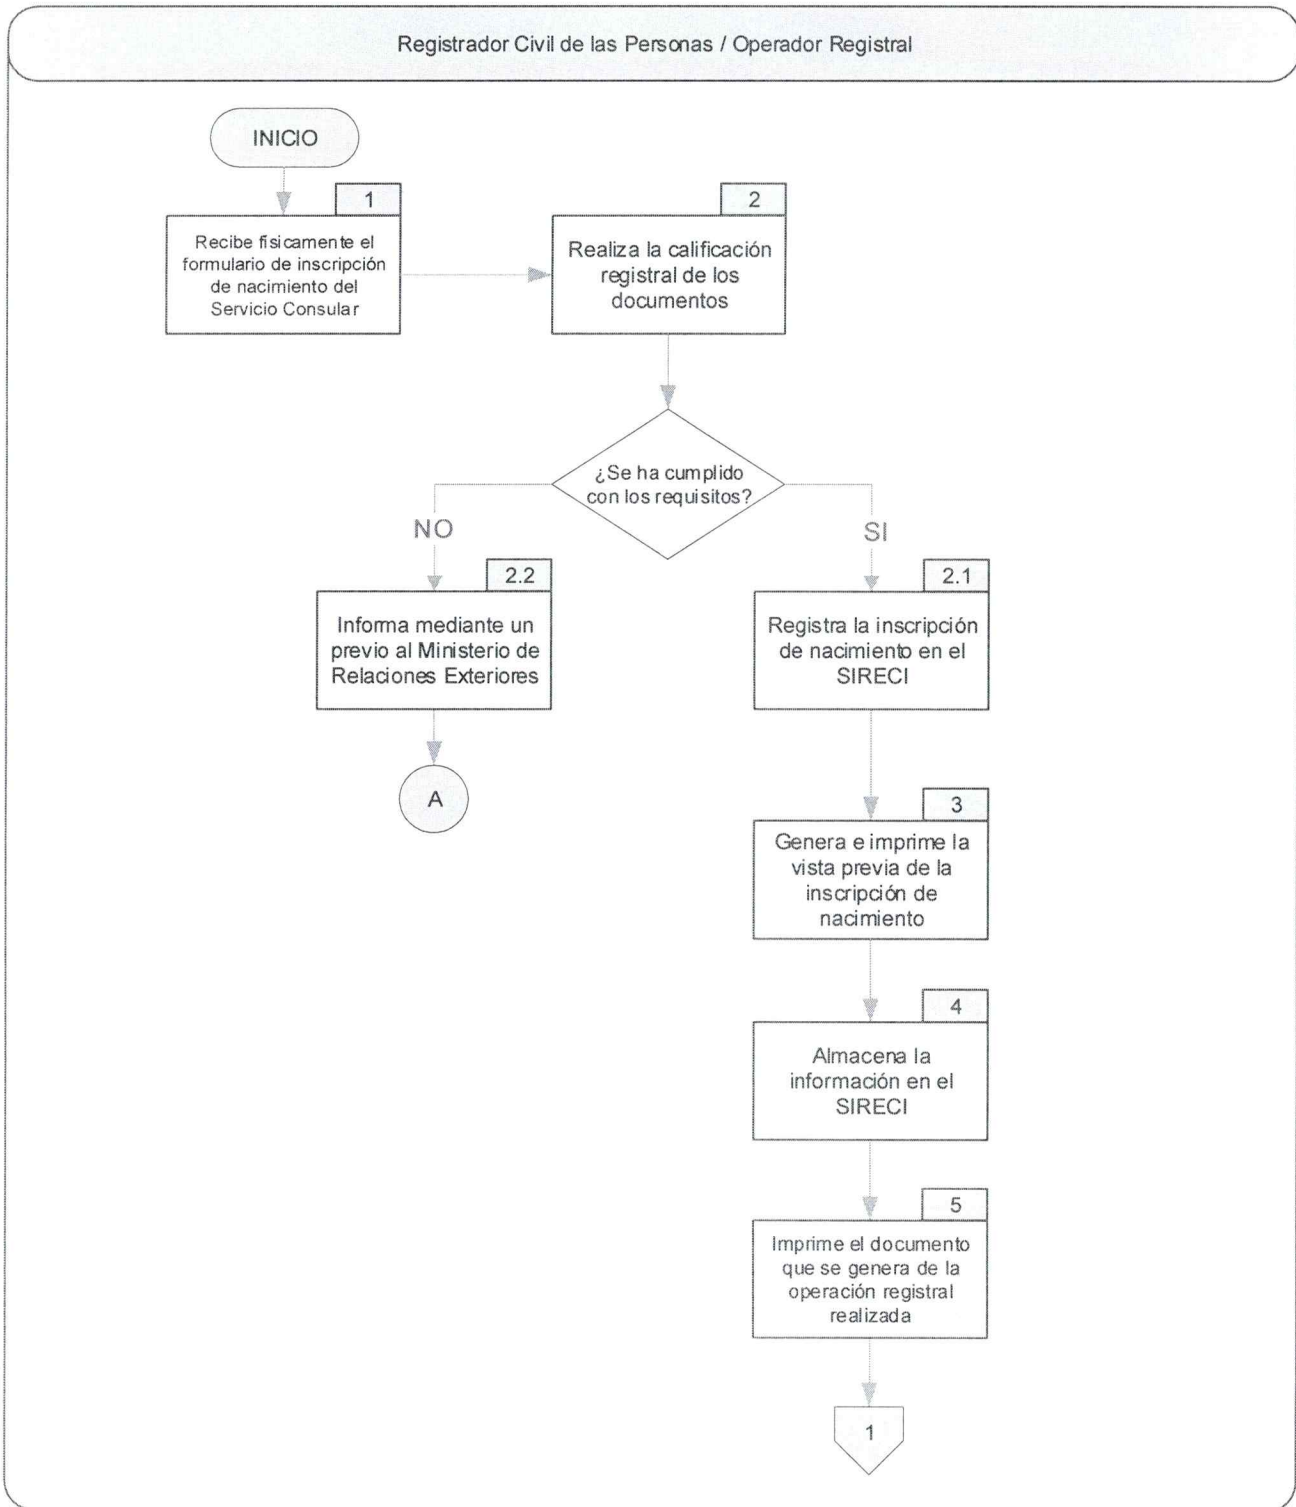 Registrador Civil de las Personas / Operador Registral
INICIO
1
Recibe físicamente el
formulario de inscripción
de nacimiento del
Servicio Consular
2
Realiza la calificación
registral de los
documentos
¿Se ha cumplido
con los requisitos?
NO
SI
2.2
Informa mediante un
previo al Ministerio de
Relaciones Exteriores
A
2.1
Registra la inscripción
de nacimiento en el
SIRECI
3
Genera e imprime la
vista previa de la
inscripción de
nacimiento
4
Almacena la
información en el
SIRECI
5
Imprime el documento
que se genera de la
operación registral
realizada
1